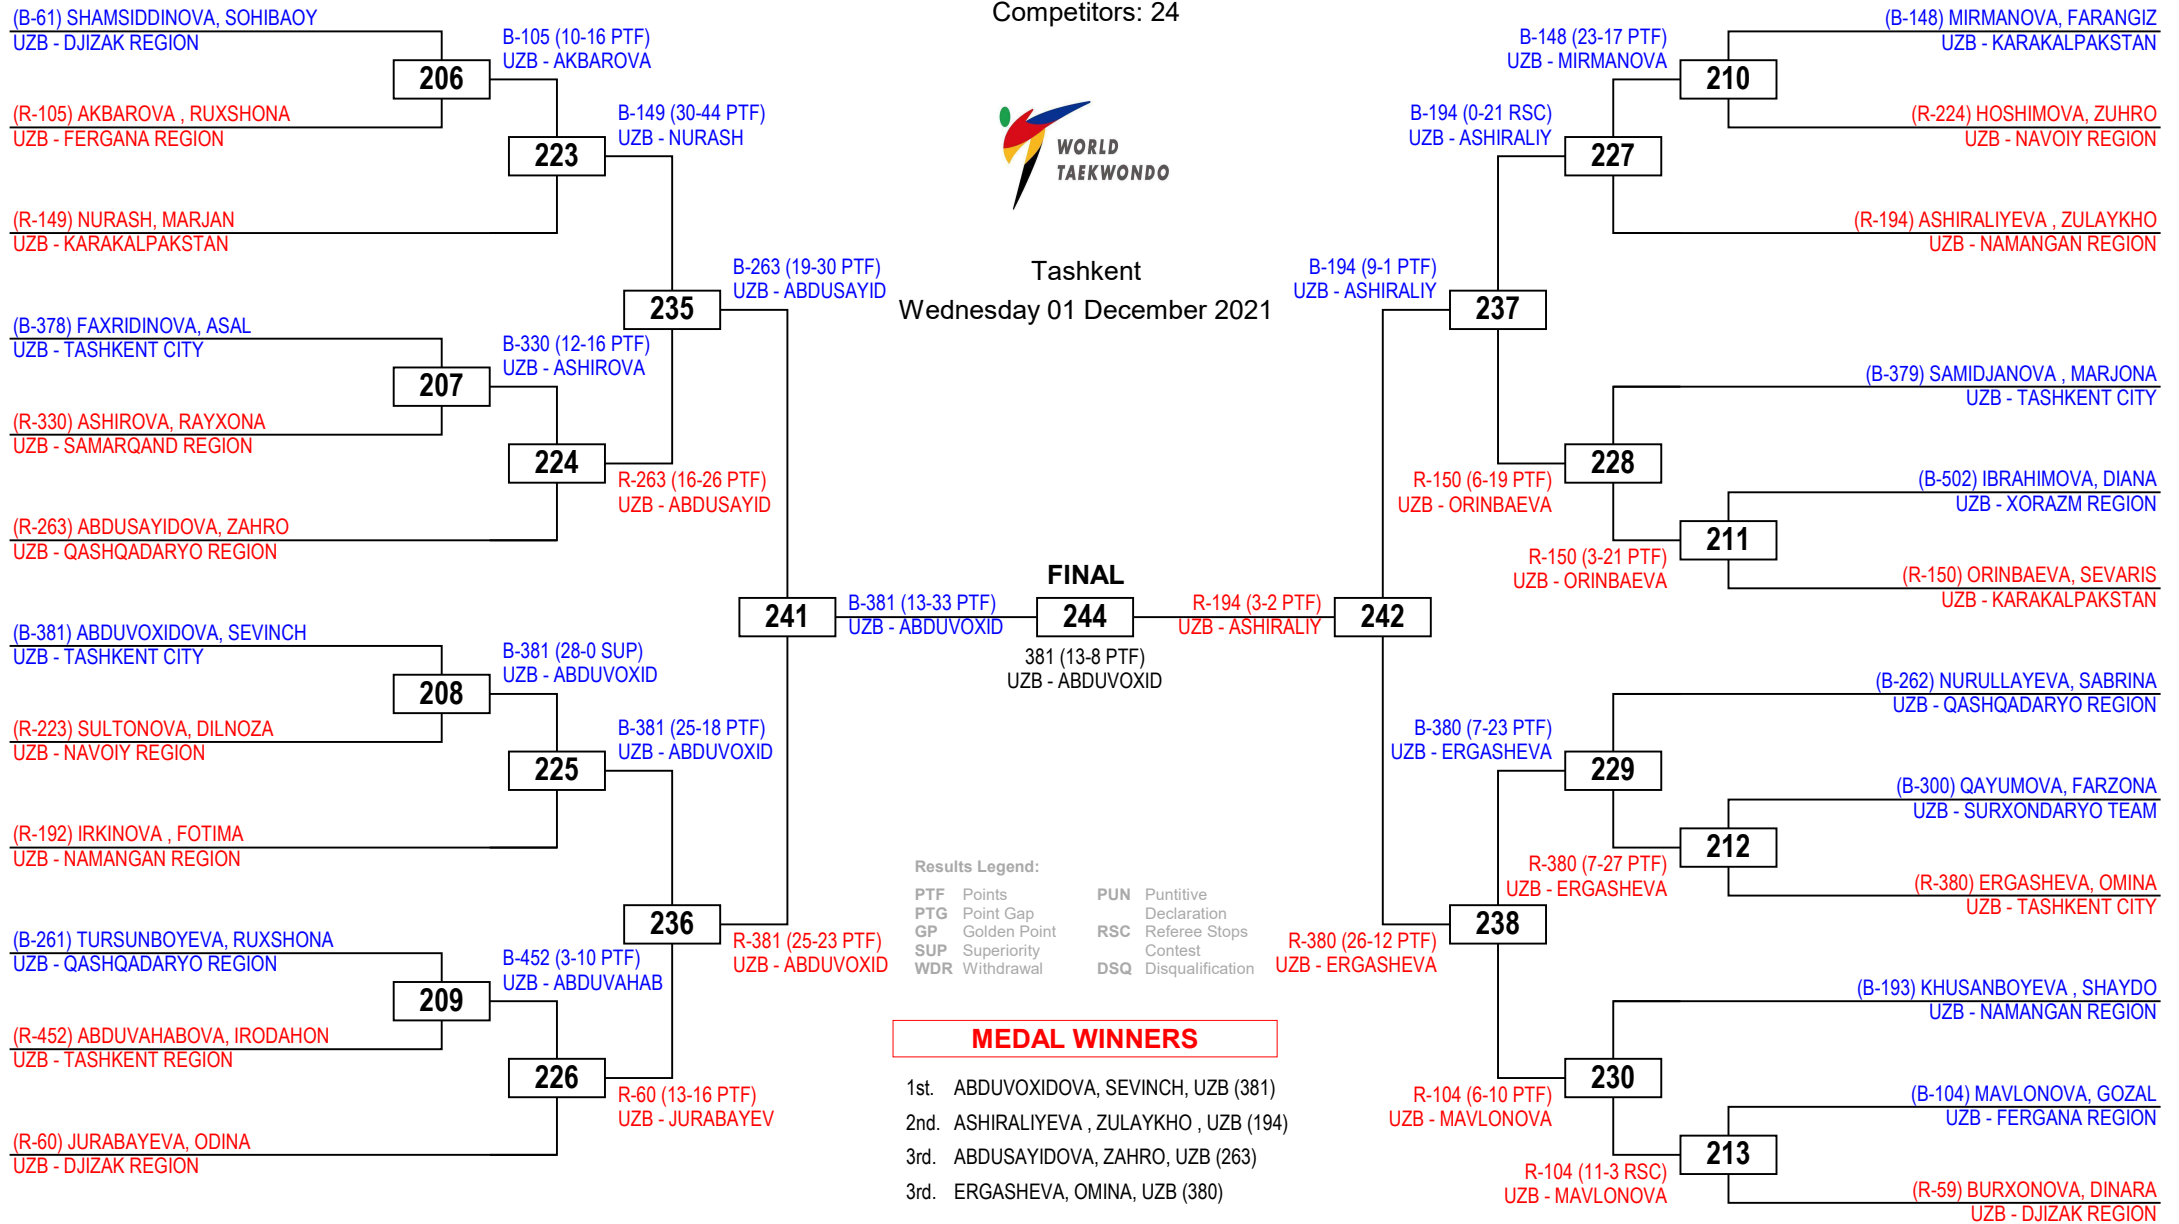 Competitors: 24
(B-61) SHAMSIDDINOVA, SOHIBAOY
UZB - DJIZAK REGION
206
(R-105) AKBAROVA , RUXSHONA
UZB - FERGANA REGION
B-105 (10-16 PTF)
UZB - AKBAROVA
223
(R-149) NURASH, MARJAN
UZB - KARAKALPAKSTAN
B-149 (30-44 PTF)
UZB - NURASH
235
(B-378) FAXRIDINOVA, ASAL
UZB - TASHKENT CITY
207
(R-330) ASHIROVA, RAYXONA
UZB - SAMARQAND REGION
B-330 (12-16 PTF)
UZB - ASHIROVA
224
(R-263) ABDUSAYIDOVA, ZAHRO
UZB - QASHQADARYO REGION
R-263 (16-26 PTF)
UZB - ABDUSAYID
B-263 (19-30 PTF)
UZB - ABDUSAYID
241
(B-381) ABDUVOXIDOVA, SEVINCH
UZB - TASHKENT CITY
208
(R-223) SULTONOVA, DILNOZA
UZB - NAVOIY REGION
B-381 (28-0 SUP)
UZB - ABDUVOXID
225
(R-192) IRKINOVA , FOTIMA
UZB - NAMANGAN REGION
B-381 (25-18 PTF)
UZB - ABDUVOXID
236
(B-261) TURSUNBOYEVA, RUXSHONA
UZB - QASHQADARYO REGION
209
(R-452) ABDUVAHABOVA, IRODAHON
UZB - TASHKENT REGION
B-452 (3-10 PTF)
UZB - ABDUVAHAB
226
(R-60) JURABAYEVA, ODINA
UZB - DJIZAK REGION
R-60 (13-16 PTF)
UZB - JURABAYEV
R-381 (25-23 PTF)
UZB - ABDUVOXID
WORLD
TAEKWONDO
Tashkent
Wednesday 01 December 2021
FINAL
B-381 (13-33 PTF)
UZB - ABDUVOXID
244
R-194 (3-2 PTF)
UZB - ASHIRALIY
381 (13-8 PTF)
UZB - ABDUVOXID
Results Legend:
PTF Points
PTG Point Gap
GP Golden Point
SUP Superiority
WDR Withdrawal
PUN Puntitive
Declaration
RSC Referee Stops
Contest
DSQ Disqualification
MEDAL WINNERS
1st. ABDUVOXIDOVA, SEVINCH, UZB (381)
2nd. ASHIRALIYEVA , ZULAYKHO , UZB (194)
3rd. ABDUSAYIDOVA, ZAHRO, UZB (263)
3rd. ERGASHEVA, OMINA, UZB (380)
(B-148) MIRMANOVA, FARANGIZ
UZB - KARAKALPAKSTAN
210
(R-224) HOSHIMOVA, ZUHRO
UZB - NAVOIY REGION
B-148 (23-17 PTF)
UZB - MIRMANOVA
227
(R-194) ASHIRALIYEVA , ZULAYKHO
UZB - NAMANGAN REGION
B-194 (0-21 RSC)
UZB - ASHIRALIY
237
(B-379) SAMIDJANOVA , MARJONA
UZB - TASHKENT CITY
228
(B-502) IBRAHIMOVA, DIANA
UZB - XORAZM REGION
211
(R-150) ORINBAEVA, SEVARIS
UZB - KARAKALPAKSTAN
R-150 (3-21 PTF)
UZB - ORINBAEVA
R-150 (6-19 PTF)
UZB - ORINBAEVA
B-194 (9-1 PTF)
UZB - ASHIRALIY
242
(B-262) NURULLAYEVA, SABRINA
UZB - QASHQADARYO REGION
229
(B-300) QAYUMOVA, FARZONA
UZB - SURXONDARYO TEAM
212
(R-380) ERGASHEVA, OMINA
UZB - TASHKENT CITY
R-380 (7-27 PTF)
UZB - ERGASHEVA
B-380 (7-23 PTF)
UZB - ERGASHEVA
238
(B-193) KHUSANBOYEVA , SHAYDO
UZB - NAMANGAN REGION
230
(B-104) MAVLONOVA, GOZAL
UZB - FERGANA REGION
213
(R-59) BURXONOVA, DINARA
UZB - DJIZAK REGION
R-104 (11-3 RSC)
UZB - MAVLONOVA
R-104 (6-10 PTF)
UZB - MAVLONOVA
R-380 (26-12 PTF)
UZB - ERGASHEVA